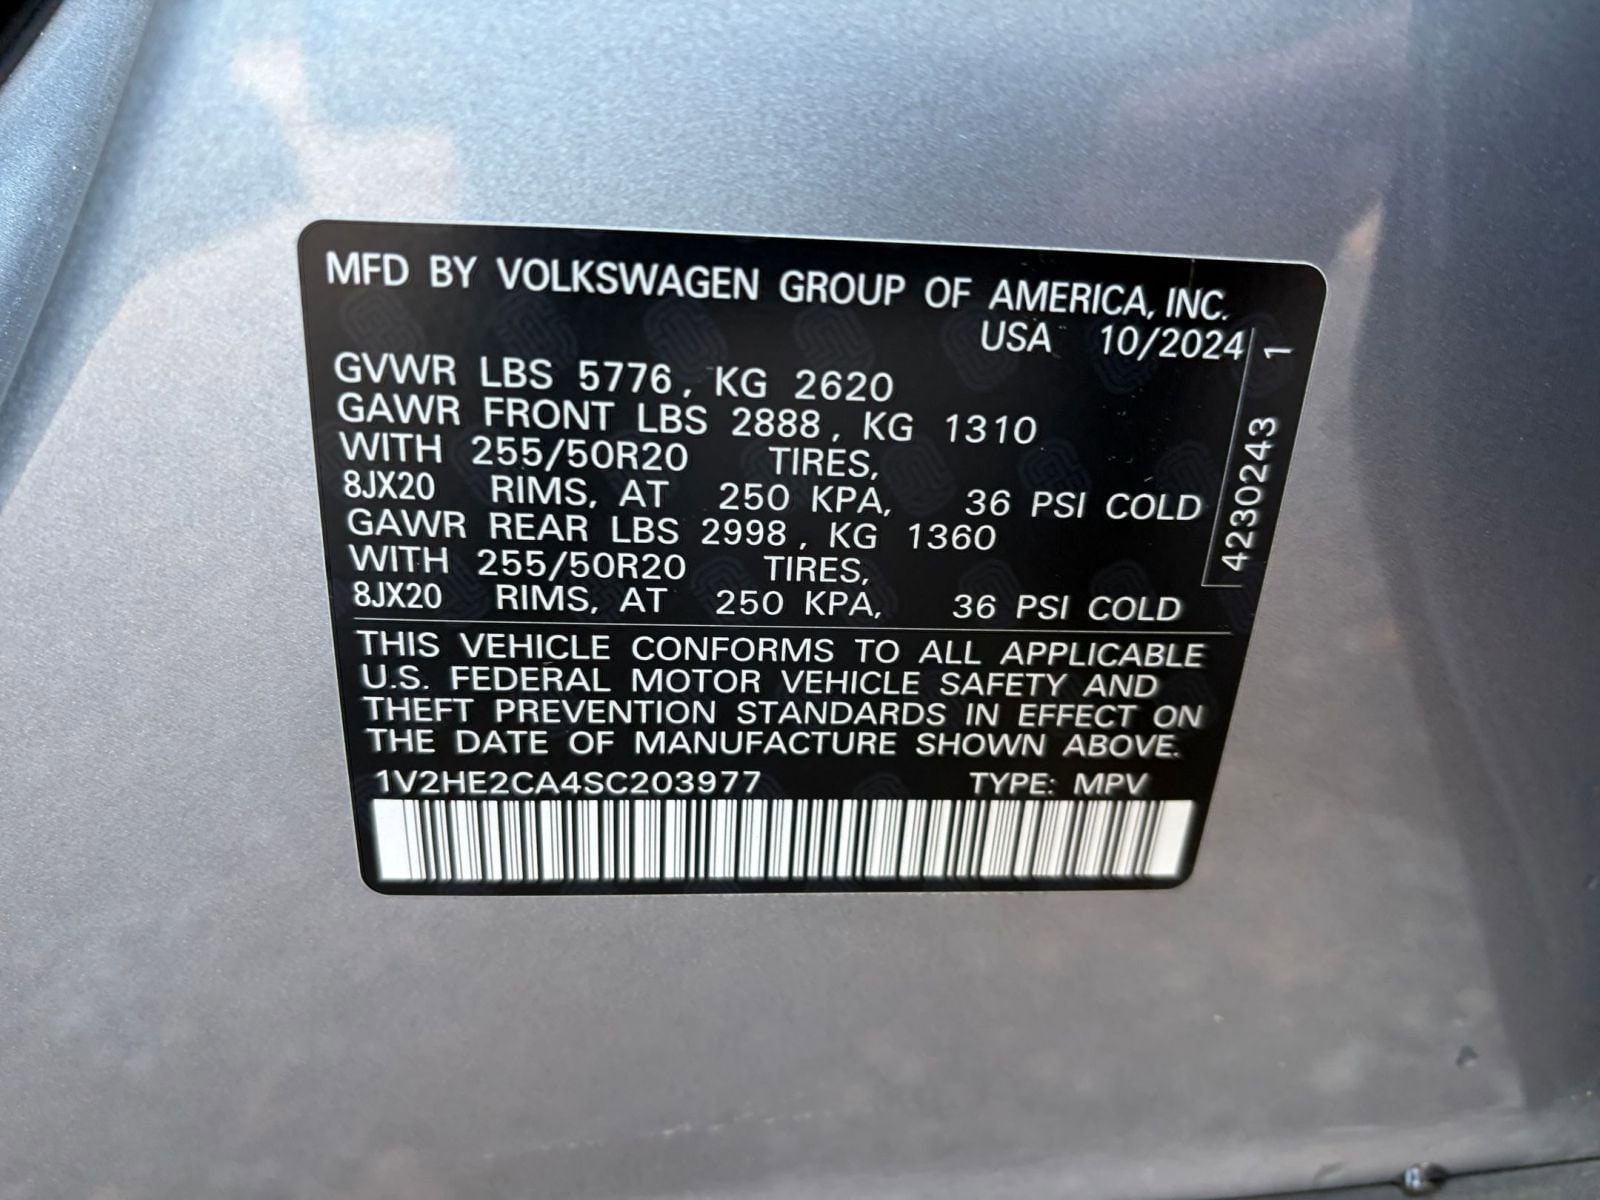 MFD BY VOLKSWAGEN GROUP OF AMERICA, INC.
USA 10/2024
GVWR LBS 5776, KG 2620
GAWR FRONT LBS 2888, KG 1310
WITH 255/50R20 TIRES,
8JX20 RIMS, AT 250 KPA, 36 PSI COLD
GAWR REAR LBS 2998, KG 1360
WITH 255/50R20 TIRES,
8JX20 RIMS, AT 250 KPA, 36 PSI COLD
THIS VEHICLE CONFORMS TO ALL APPLICABLE
U.S. FEDERAL MOTOR VEHICLE SAFETY AND
THEFT PREVENTION STANDARDS IN EFFECT ON
THE DATE OF MANUFACTURE SHOWN ABOVE.
1V2HE2CA4SC203977 TYPE: MPV
4230243 1